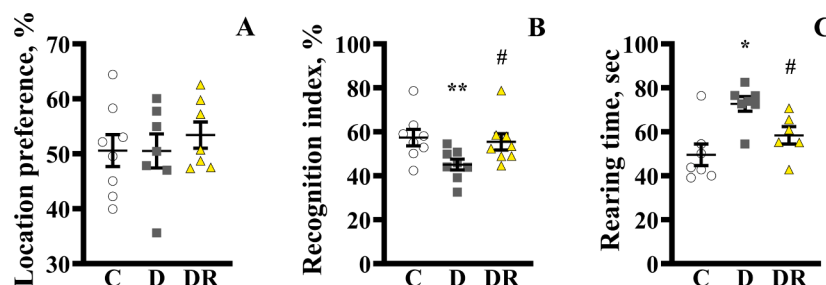 A
Location preference, %
70
60
50
40
30
C D DR
B
Recognition index, %
100
80
60
40
20
0
**
#
C D DR
C
Rearing time, sec
100
80
60
40
20
0
*
#
C D DR